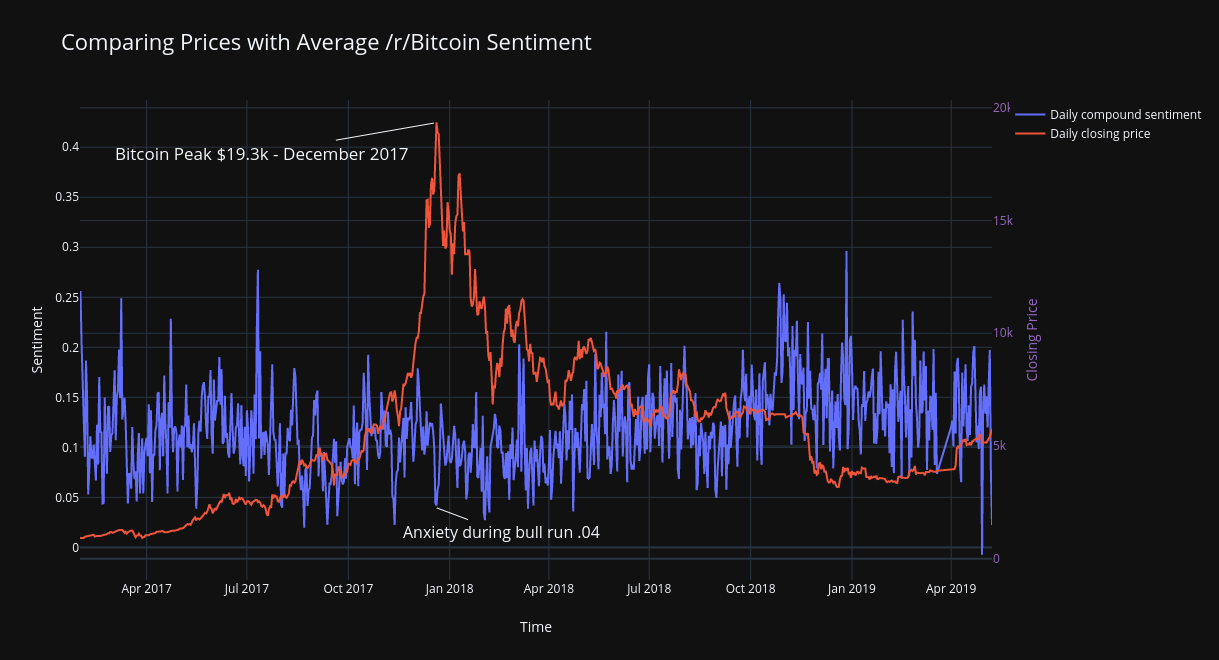 Comparing Prices with Average /r/Bitcoin Sentiment
Daily compound sentiment
Daily closing price
Bitcoin Peak $19.3k - December 2017
Anxiety during bull run .04
Sentiment
0.4
0.35
0.3
0.25
0.2
0.15
0.1
0.05
0
Closing Price
20k
15k
10k
5k
0
Apr 2017
Jul 2017
Oct 2017
Jan 2018
Apr 2018
Jul 2018
Oct 2018
Jan 2019
Apr 2019
Time